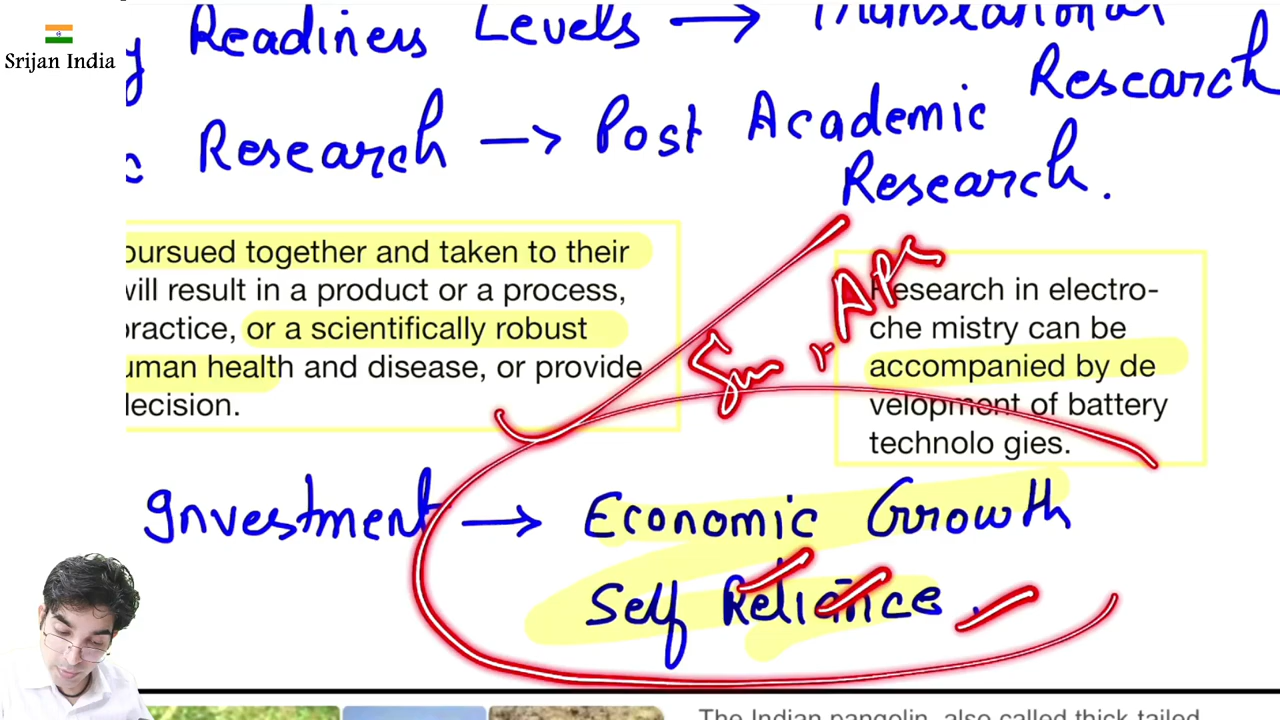 Srijan India
Readiness Levels → Translational
Research
Research → Post Academic
Research.
pursued together and taken to their
will result in a product or a process,
practice, or a scientifically robust
uman health and disease, or provide
decision.
Research in electro-
che mistry can be
accompanied by de
velopment of battery
technolo gies.
Investment → Economic Growth
Self Reliance.
The Indian pangolin, also called thick-tailed